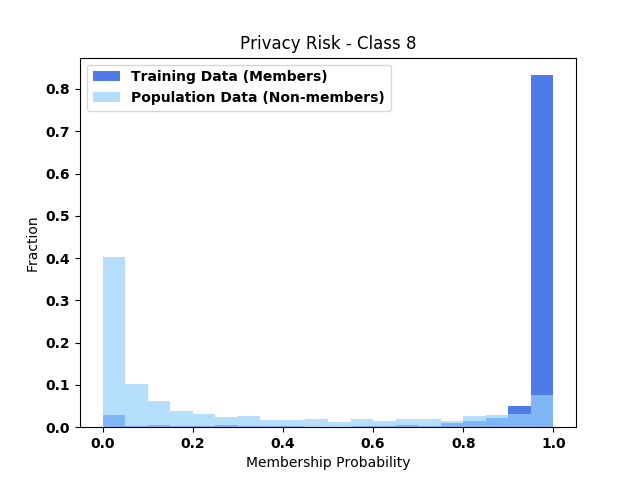 Privacy Risk - Class 8
Training Data (Members)
Population Data (Non-members)
Fraction
0.8
0.7
0.6
0.5
0.4
0.3
0.2
0.1
0.0
0.0 0.2 0.4 0.6 0.8 1.0
Membership Probability